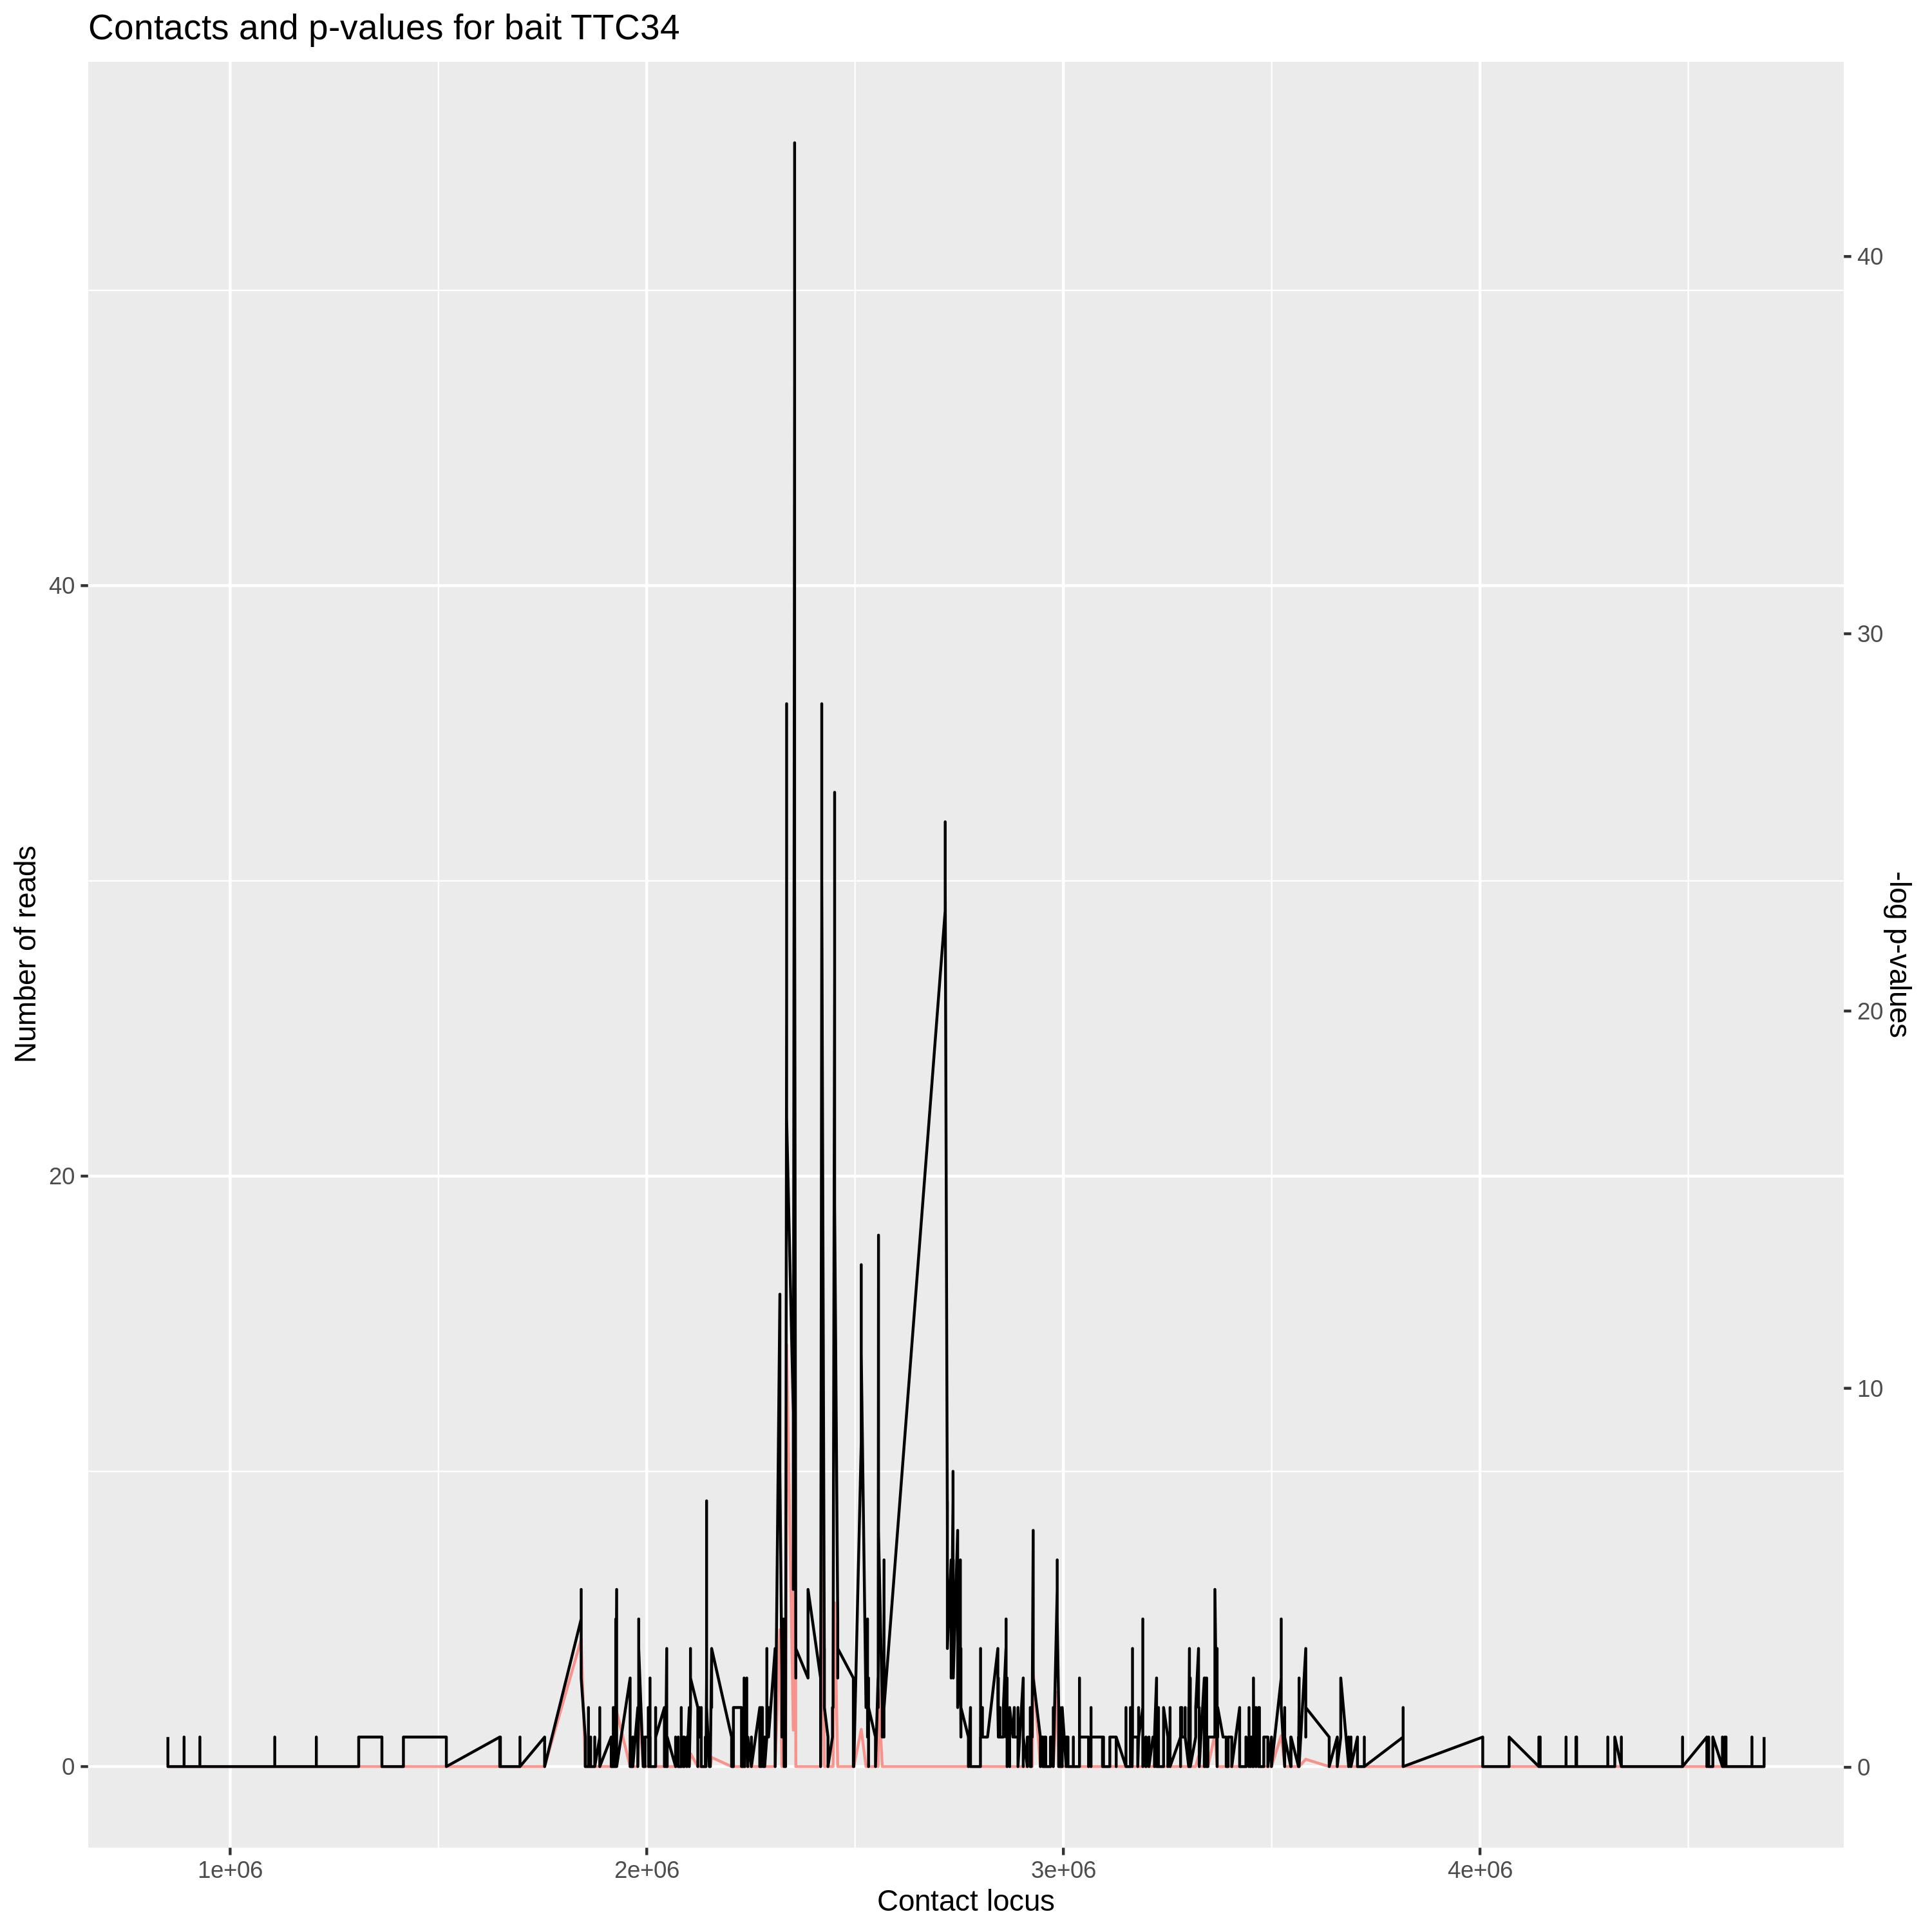 Contacts and p-values for bait TTC34
Number of reads
40
20
0
40
30
20
10
0
-log p-values
1e+06 2e+06 3e+06 4e+06
Contact locus